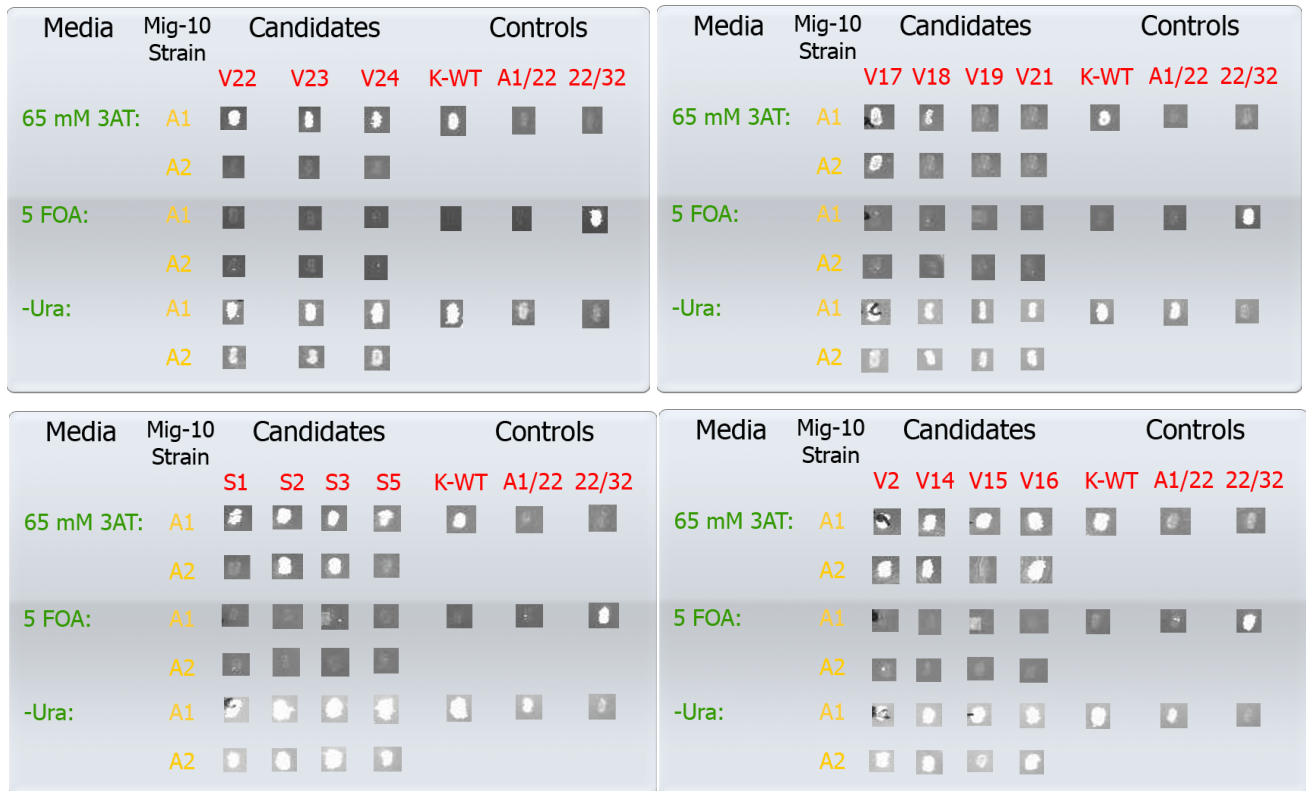 Media Mig-10 Candidates Controls
Strain
V22 V23 V24 K-WT A1/22 22/32
65 mM 3AT: A1
A2
5 FOA: A1
A2
-Ura: A1
A2
Media Mig-10 Candidates Controls
Strain
V17 V18 V19 V21 K-WT A1/22 22/32
65 mM 3AT: A1
A2
5 FOA: A1
A2
-Ura: A1
A2
Media Mig-10 Candidates Controls
Strain
S1 S2 S3 S5 K-WT A1/22 22/32
65 mM 3AT: A1
A2
5 FOA: A1
A2
-Ura: A1
A2
Media Mig-10 Candidates Controls
Strain
V2 V14 V15 V16 K-WT A1/22 22/32
65 mM 3AT: A1
A2
5 FOA: A1
A2
-Ura: A1
A2